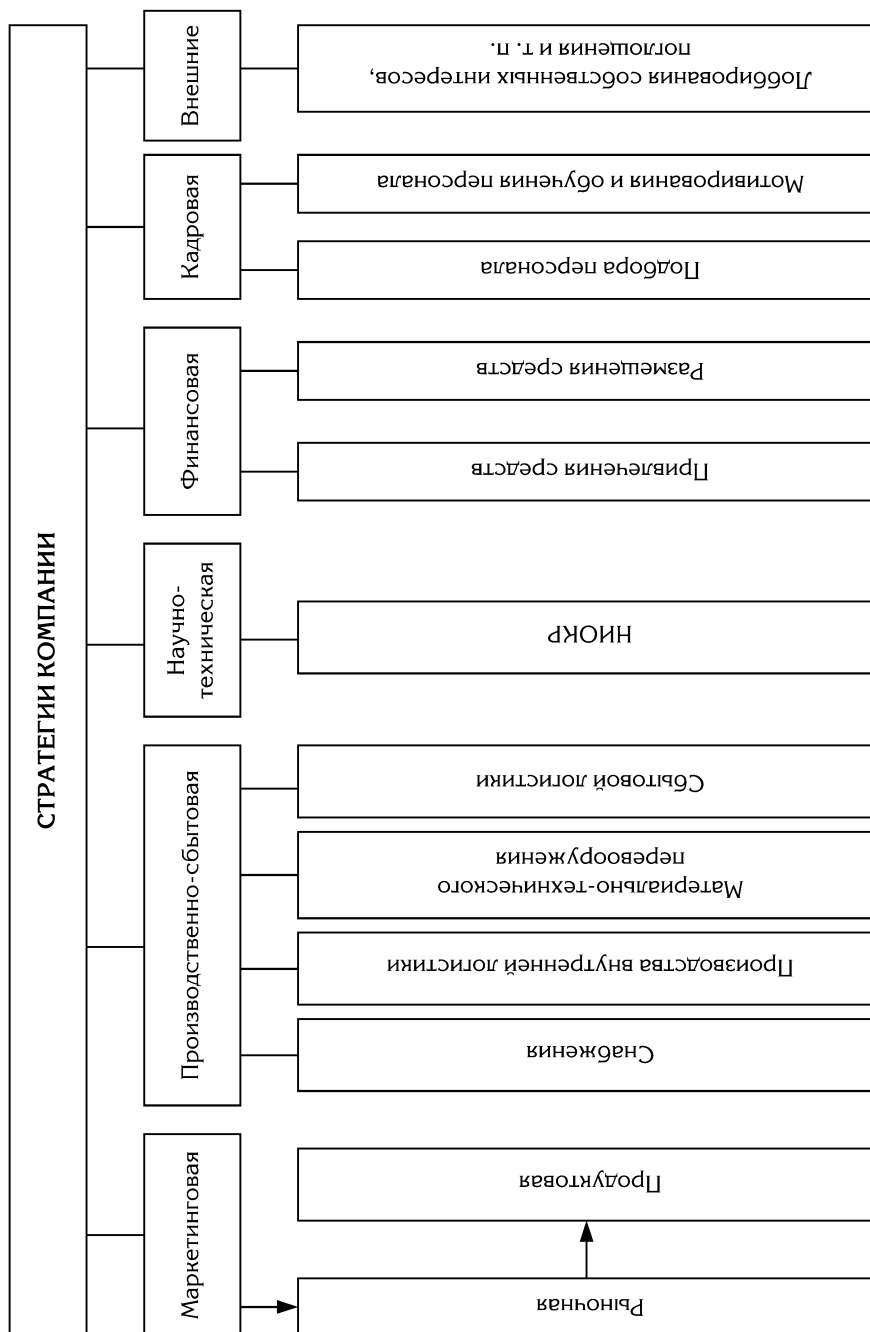 СТРАТЕГИИ КОМПАНИИ
Маркетинговая
Рыночная
Продуктовая
Производственно-сбытовая
Снабжения
Производства внутренней логистики
Материально-технического
перевооружения
Сбытовой логистики
Научно-
техническая
НИОКР
Финансовая
Привлечения средств
Размещения средств
Кадровая
Подбора персонала
Мотивирования и обучения персонала
Внешние
Лоббирования собственных интересов,
поглощения и т. п.